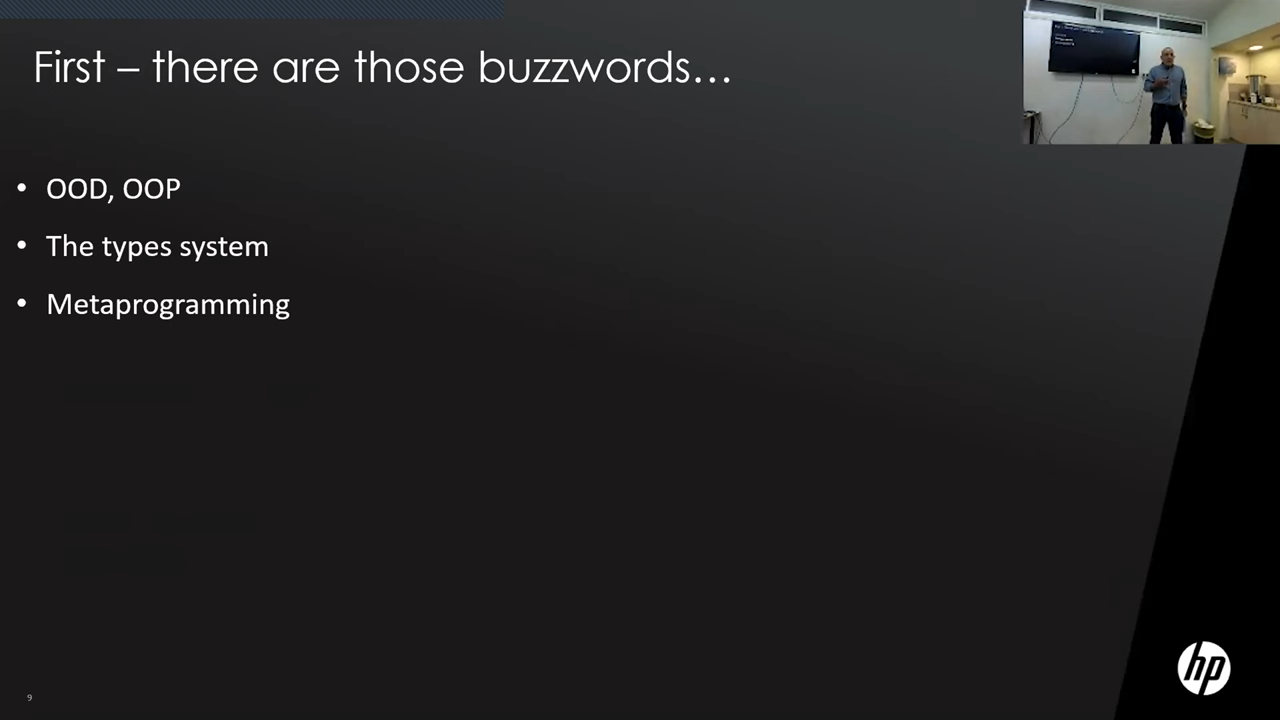 First – there are those buzzwords...
• OOD, OOP
• The types system
• Metaprogramming
hp
9